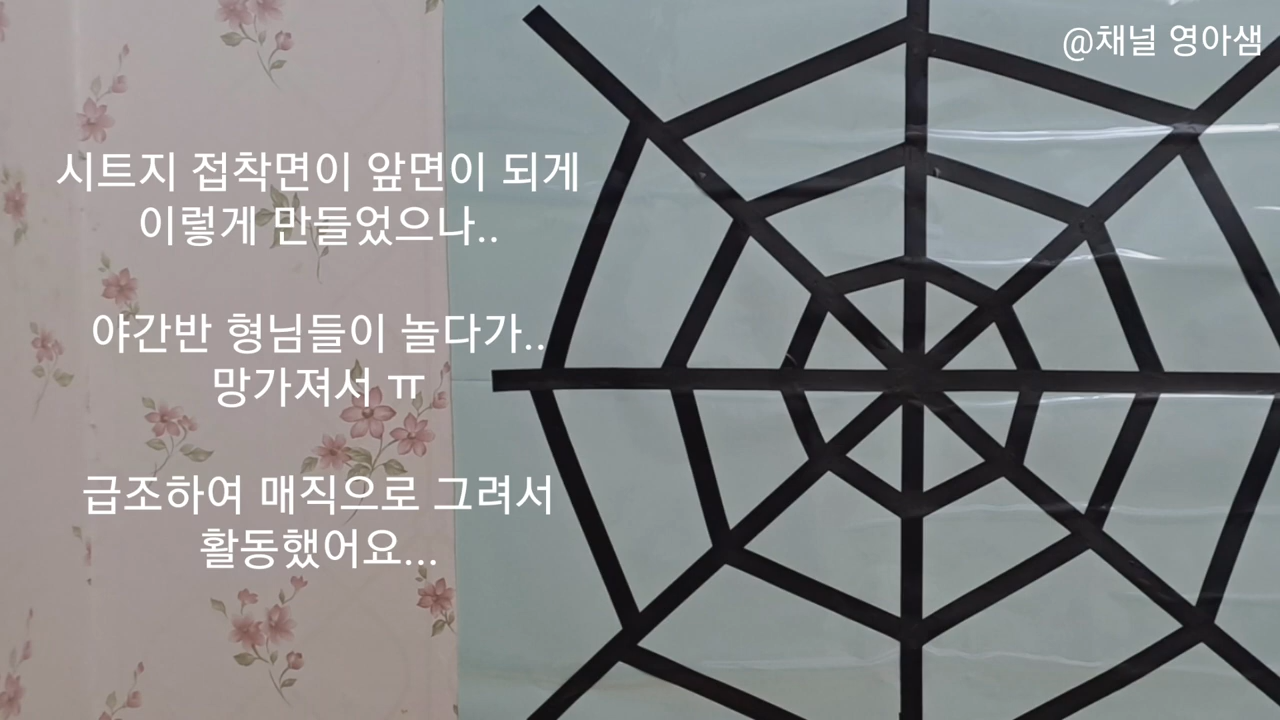 @채널 영아샘
시트지 접착면이 앞면이 되게
이렇게 만들었으나..
야간반 형님들이 놀다가..
망가져서 ㅠ
급조하여 매직으로 그려서
활동했어요...